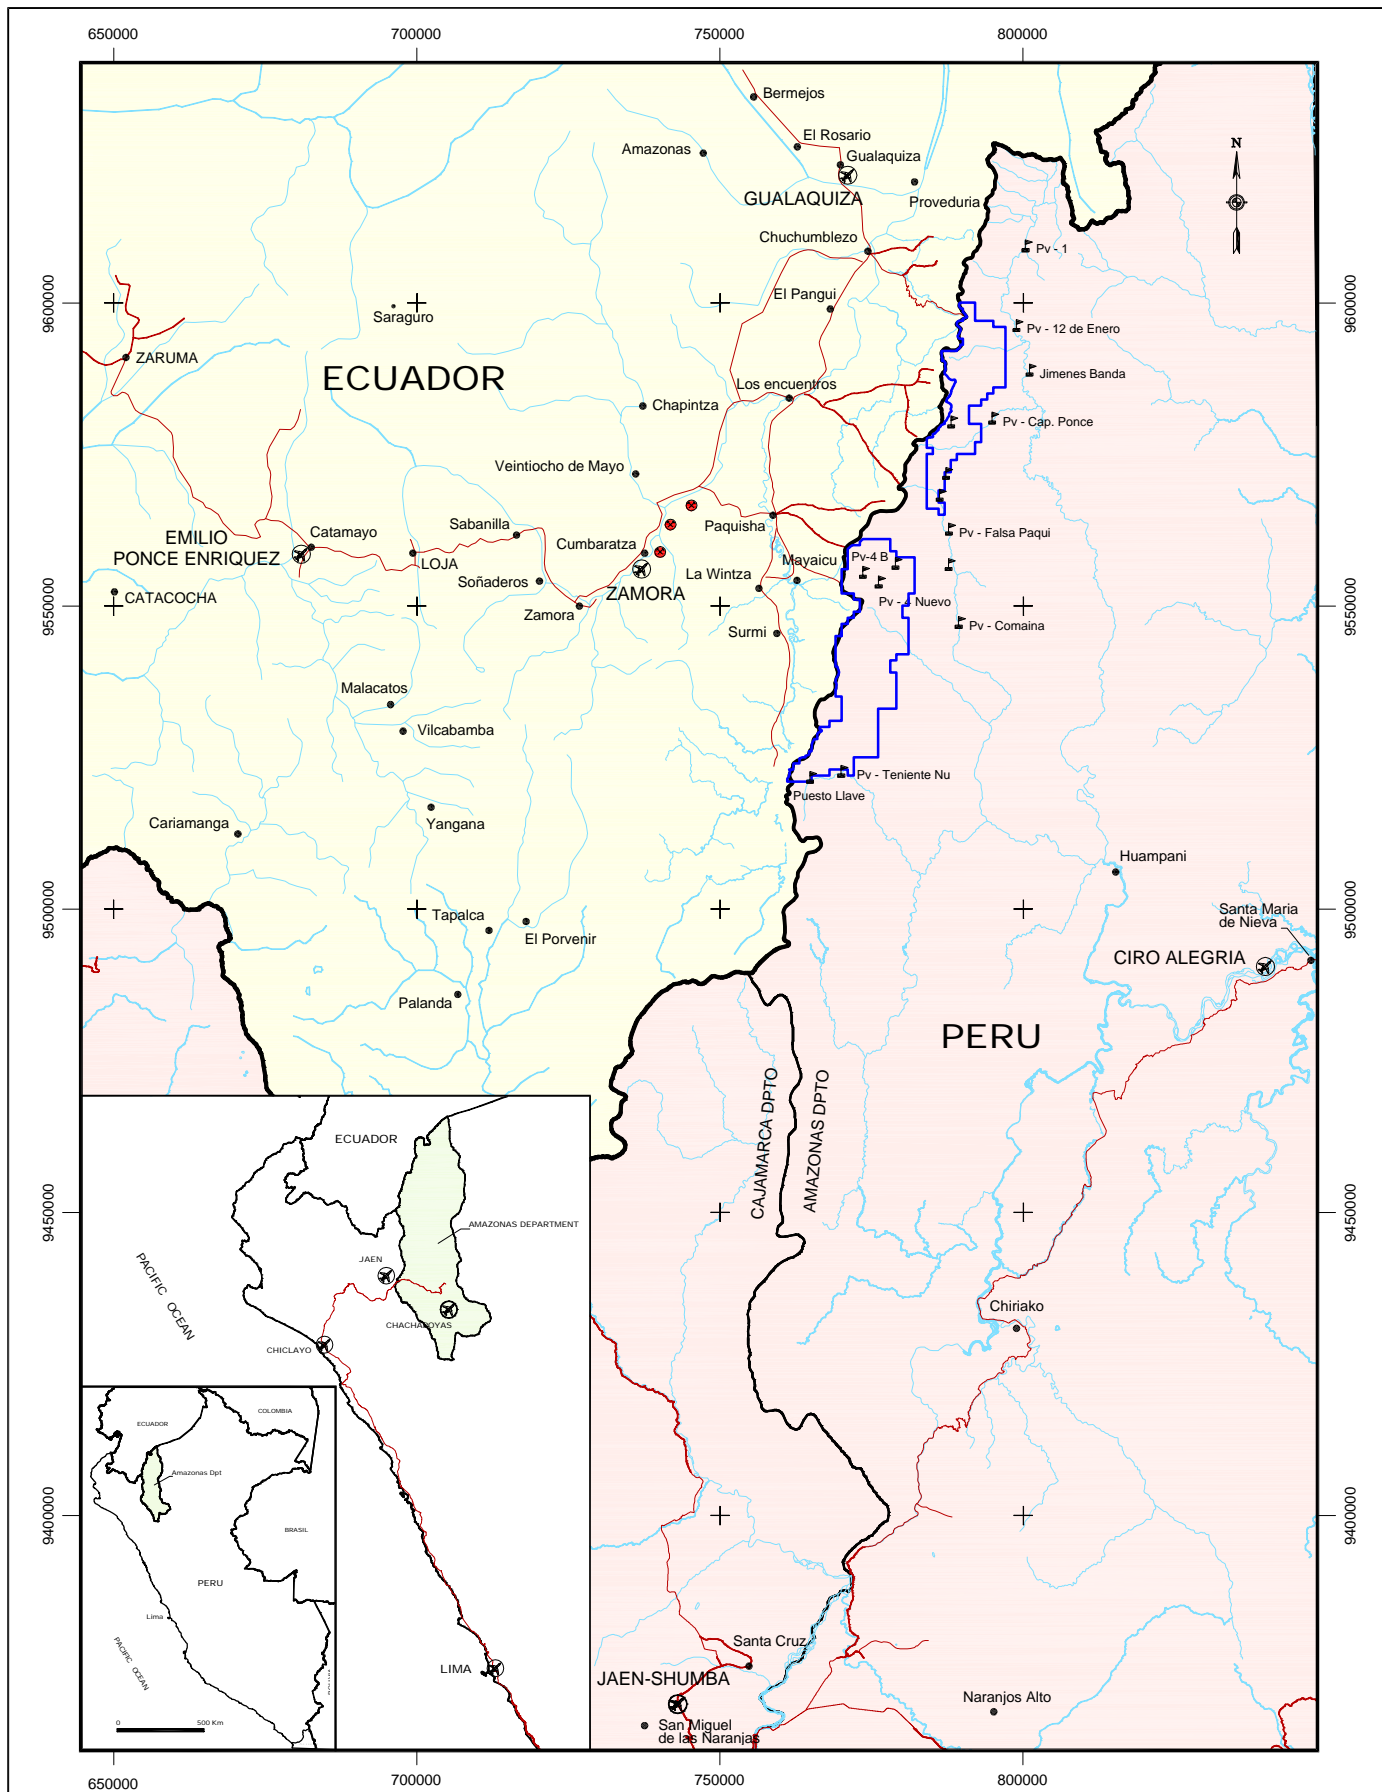 650000
700000
750000
800000
Bermejos
El Rosario
Amazonas
Gualaquiza
N
GUALAQUIZA
Proveduria
Chuchumblezo
Pv - 1
El Pangui
9600000
9600000
Saraguro
Pv - 12 de Enero
ZARUMA
ECUADOR
Jimenes Banda
Los encuentros
Chapintza
Pv - Cap. Ponce
Veintiocho de Mayo
Sabanilla
Paquisha
EMILIO
PONCE ENRIQUEZ
Catamayo
Pv - Falsa Paqui
Cumbaratza
LOJA
Mayaicu
Pv-4 B
La Wintza
Soñaderos
ZAMORA
CATACOCHA
Pv - 4 Nuevo
Zamora
9550000
9550000
Surmi
Pv - Comaina
Malacatos
Vilcabamba
Pv - Teniente Nu
Puesto Llave
Cariamanga
Yangana
Huampani
Tapalca
El Porvenir
9500000
9500000
Santa Maria
de Nieva
CIRO ALEGRIA
Palanda
PERU
CAJAMARCA DPTO
AMAZONAS DPTO
ECUADOR
9450000
9450000
AMAZONAS DEPARTMENT
PACIFIC OCEAN
JAEN
CHACHAPOYAS
Chiriako
CHICLAYO
COLOMBIA
ECUADOR
Amazonas Dpt
9400000
9400000
BRASIL
PERU
Lima
PACIFIC OCEAN
LIMA
0
500 Km
Santa Cruz
JAEN-SHUMBA
Naranjos Alto
San Miguel
de las Naranjas
650000
700000
750000
800000